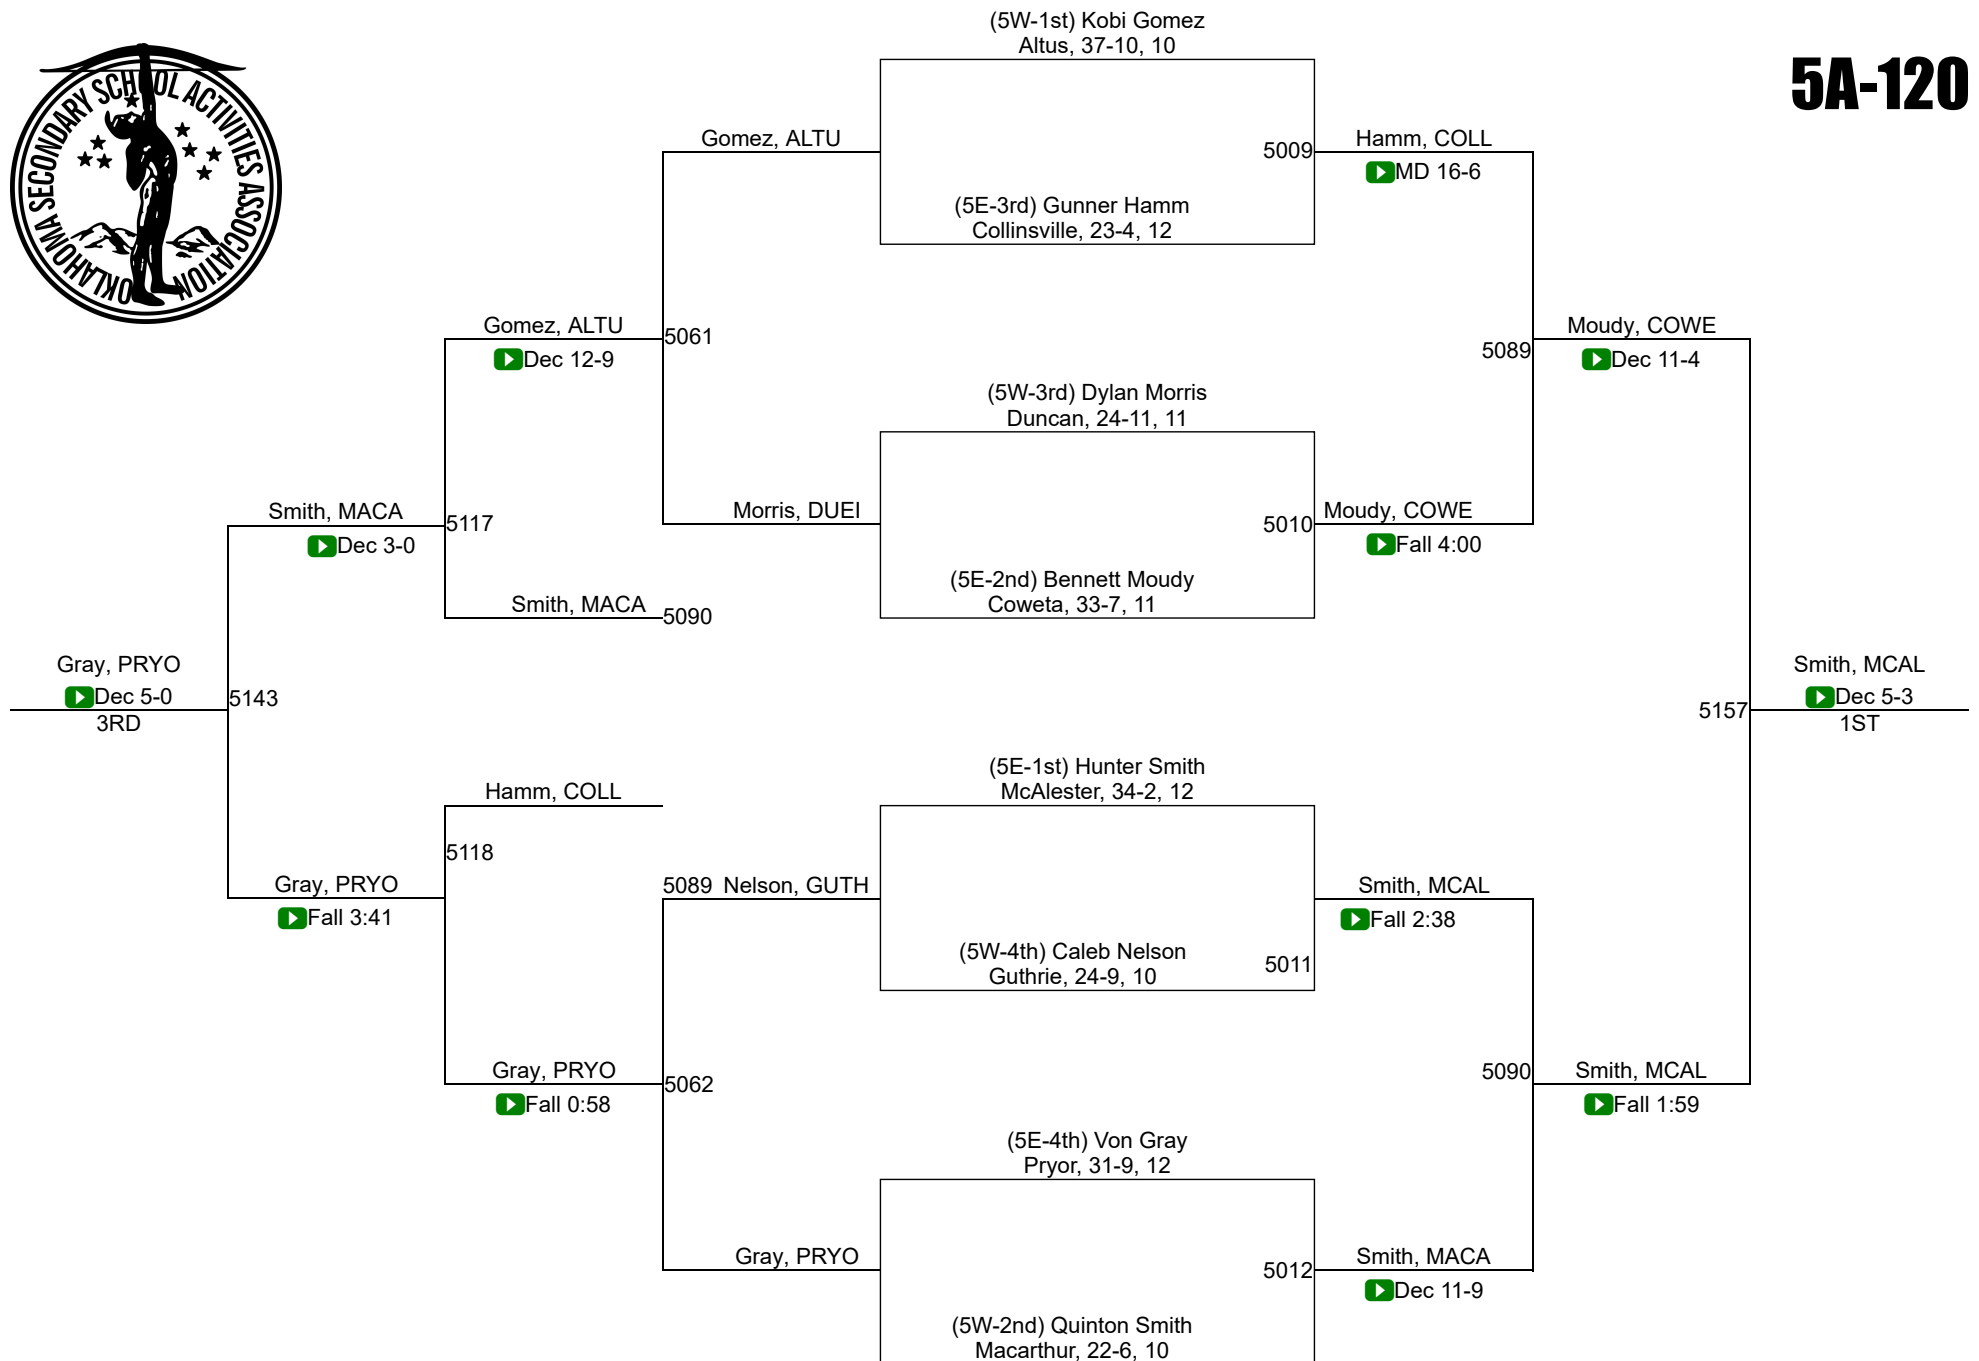 OKLAHOMA SECONDARY SCHOOL ACTIVITIES ASSOCIATION
5A-120
(5W-1st) Kobi Gomez
Altus, 37-10, 10
Gomez, ALTU
5009
Hamm, COLL
MD 16-6
(5E-3rd) Gunner Hamm
Collinsville, 23-4, 12
Gomez, ALTU
Dec 12-9
5061
5089
Moudy, COWE
Dec 11-4
(5W-3rd) Dylan Morris
Duncan, 24-11, 11
Smith, MACA
Dec 3-0
5117
Morris, DUEI
5010
Moudy, COWE
Fall 4:00
(5E-2nd) Bennett Moudy
Coweta, 33-7, 11
Smith, MACA
5090
Gray, PRYO
Dec 5-0
3RD
5143
5157
Smith, MCAL
Dec 5-3
1ST
(5E-1st) Hunter Smith
McAlester, 34-2, 12
Hamm, COLL
5118
Gray, PRYO
Fall 3:41
5089
Nelson, GUTH
Smith, MCAL
Fall 2:38
(5W-4th) Caleb Nelson
Guthrie, 24-9, 10
5011
Gray, PRYO
Fall 0:58
5062
5090
Smith, MCAL
Fall 1:59
(5E-4th) Von Gray
Pryor, 31-9, 12
Gray, PRYO
5012
Smith, MACA
Dec 11-9
(5W-2nd) Quinton Smith
Macarthur, 22-6, 10